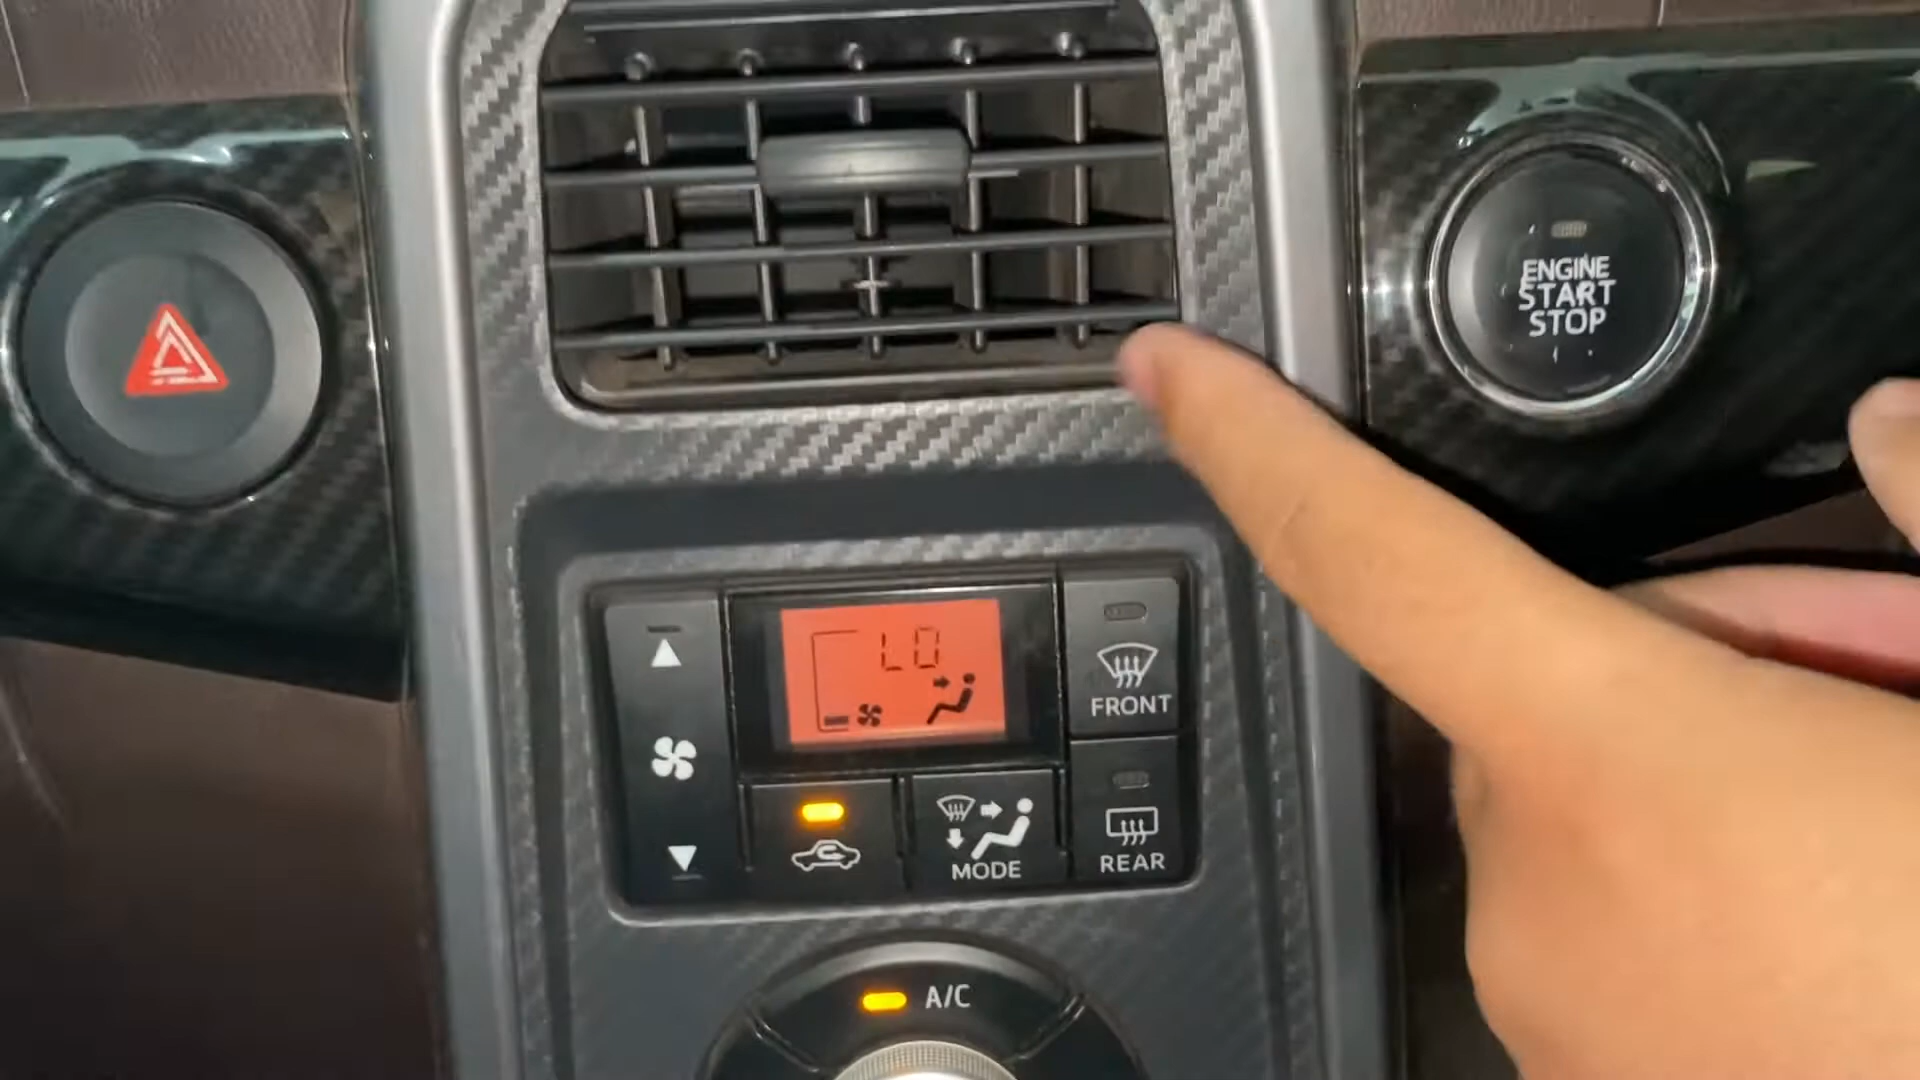 ENGINE
START
STOP
LO
FRONT
MODE
REAR
A/C